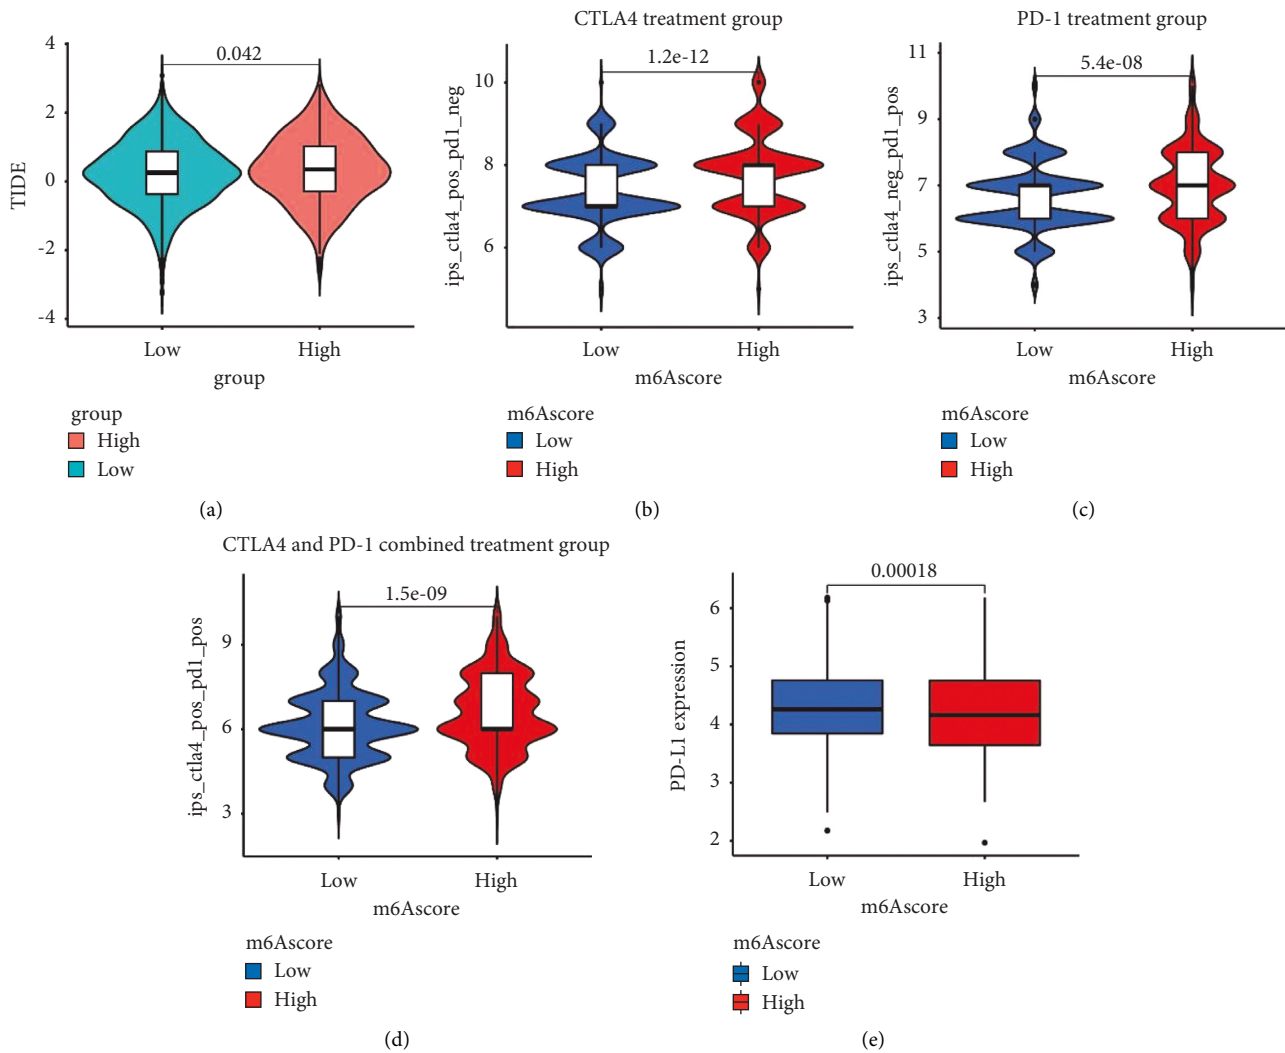 TIDE
4
2
0
-2
-4
0.042
Low
High
group
group
High
Low
(a)
CTLA4 treatment group
ips_ctla4_pos_pd1_neg
10
8
6
1.2e-12
Low
High
m6Ascore
m6Ascore
Low
High
(b)
PD-1 treatment group
ips_ctla4_neg_pd1_pos
11
9
7
5
3
5.4e-08
Low
High
m6Ascore
m6Ascore
Low
High
(c)
CTLA4 and PD-1 combined treatment group
ips_ctla4_pos_pd1_pos
9
6
3
1.5e-09
Low
High
m6Ascore
m6Ascore
Low
High
(d)
PD-L1 expression
6
5
4
3
2
0.00018
Low
High
m6Ascore
m6Ascore
Low
High
(e)